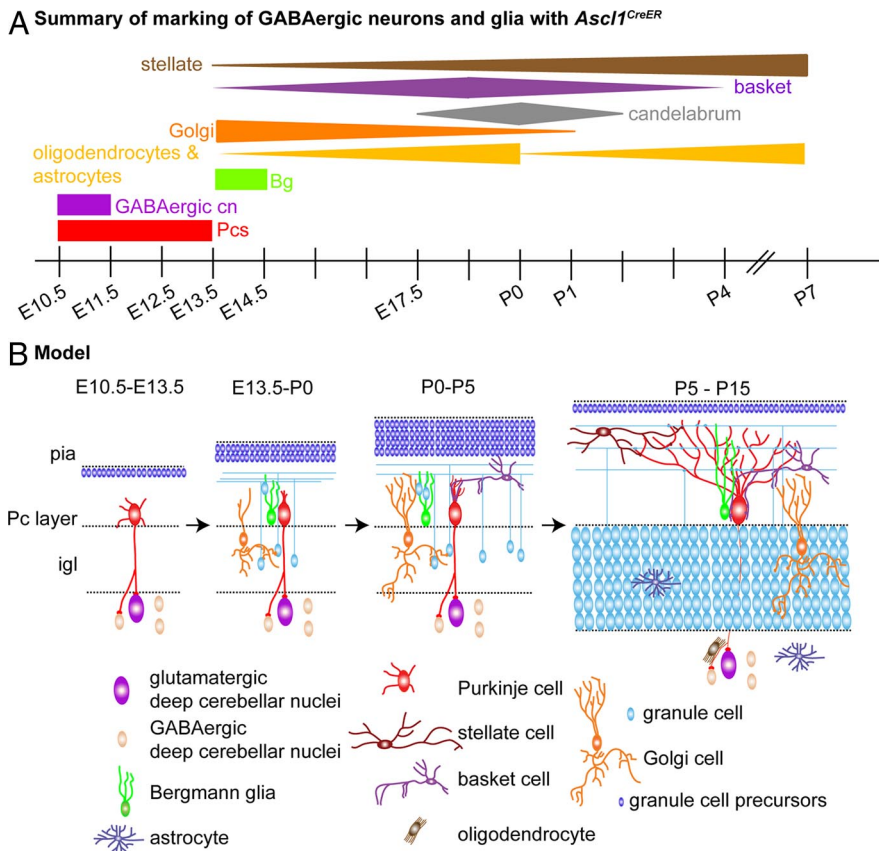 A Summary of marking of GABAergic neurons and glia with Ascl1CreER
stellate
basket
candelabrum
Golgi
oligodendrocytes &
astrocytes
Bg
GABAergic cn
Pcs
E10.5
E11.5
E12.5
E13.5
E14.5
E17.5
P0
P1
P4
P7
B Model
E10.5-E13.5
E13.5-P0
P0-P5
P5 - P15
pia
Pc layer
igl
glutamatergic
deep cerebellar nuclei
GABAergic
deep cerebellar nuclei
Bergmann glia
astrocyte
Purkinje cell
stellate cell
basket cell
oligodendrocyte
granule cell
Golgi cell
granule cell precursors